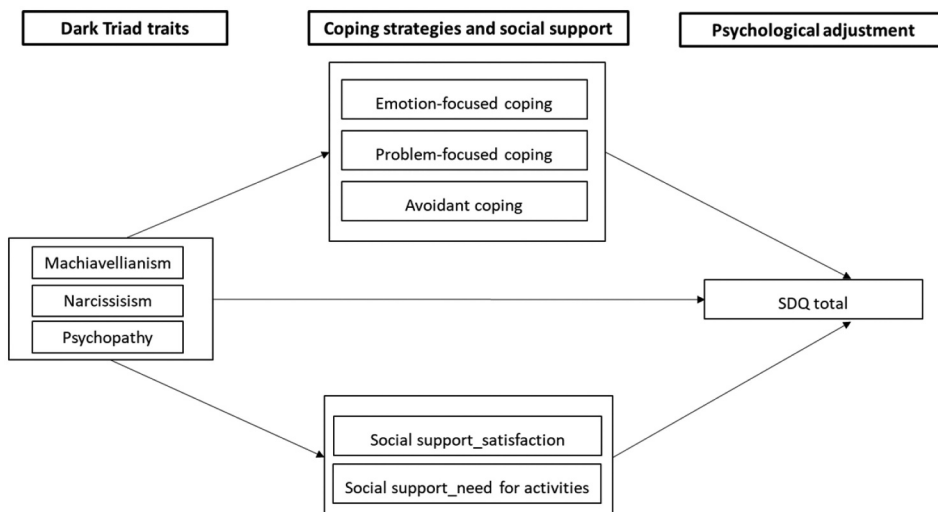 Dark Triad traits
Coping strategies and social support
Psychological adjustment
Emotion-focused coping
Problem-focused coping
Avoidant coping
Machiavellianism
Narcissisism
Psychopathy
SDQ total
Social support_satisfaction
Social support_need for activities